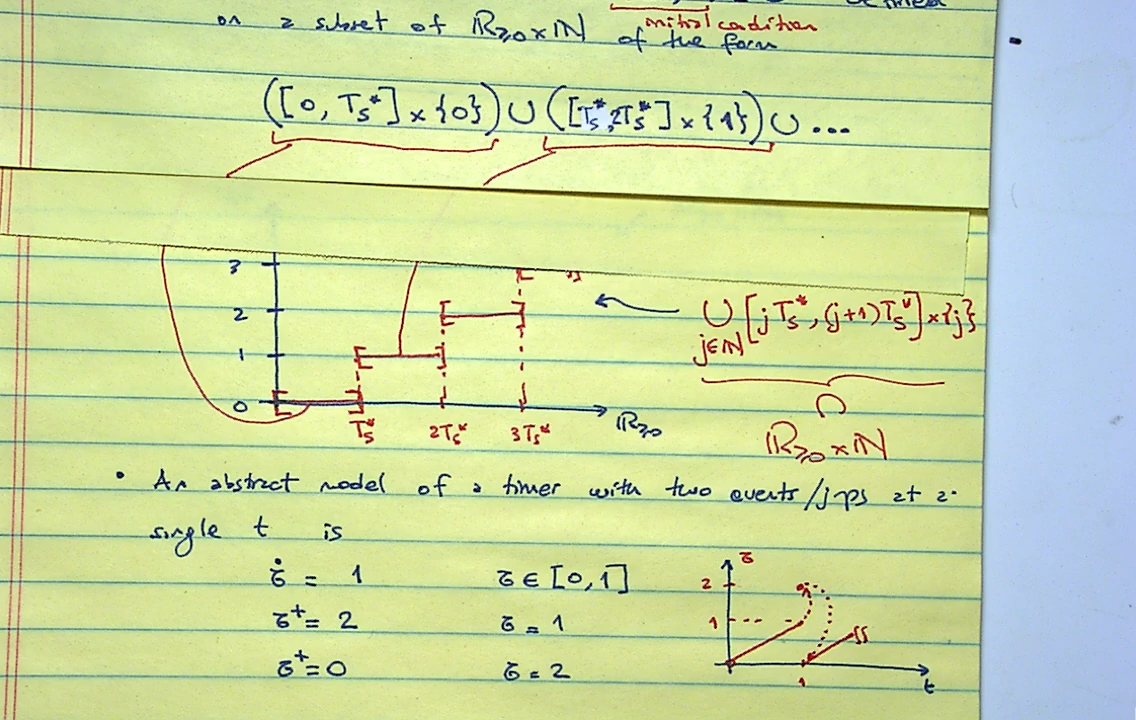 on a subset of ℝ≥0 × ℕ of the form
initial condition
([0, Ts*] × {0}) ∪ ([Ts*, 2Ts*] × {1}) ∪ ...
3
2
1
0
Ts* 2Ts* 3Ts* ℝ≥0
∪ [jTs*, (j+1)Ts*] × {j}
j∈ℕ
∩
ℝ≥0 × ℕ
• An abstract model of a timer with two events/jps at a
single t is
τ̇ = 1 τ ∈ [0, 1]
τ⁺ = 2 τ = 1
τ⁺ = 0 τ = 2
τ
2
1
1
t